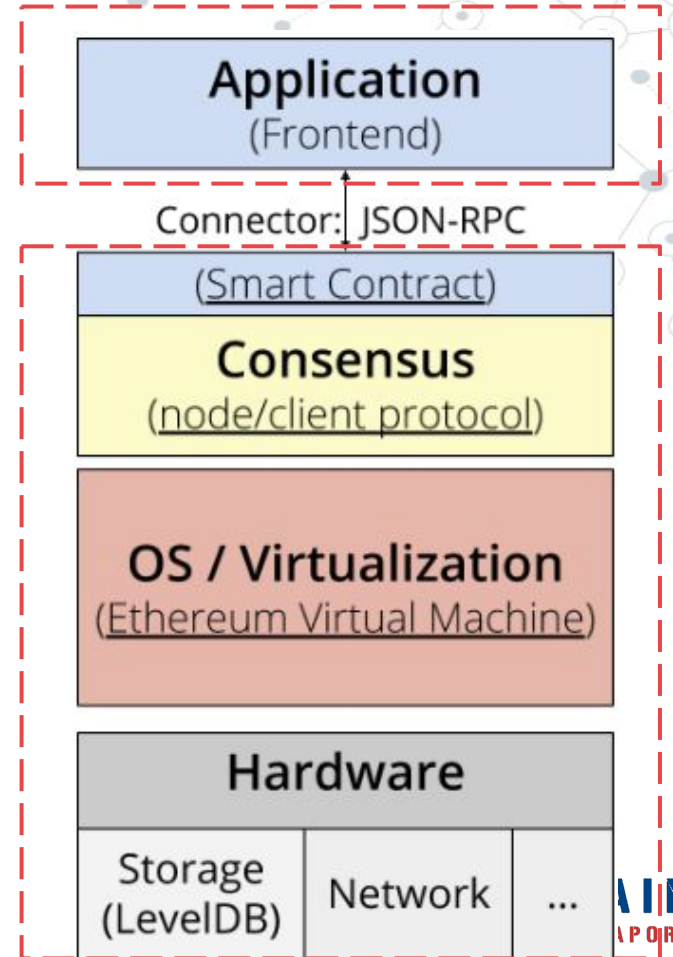 Application
(Frontend)
Connector: JSON-RPC
(Smart Contract)
Consensus
(node/client protocol)
OS / Virtualization
(Ethereum Virtual Machine)
Hardware
Storage
(LevelDB)
Network
...